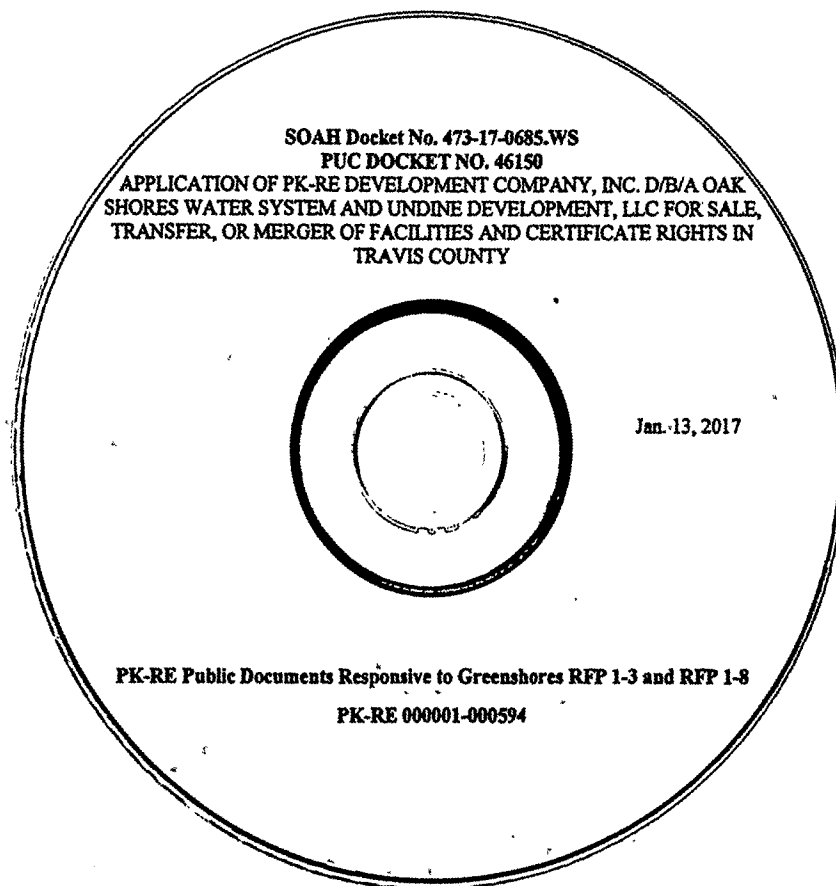 SOAH Docket No. 473-17-0685.WS
PUC DOCKET NO. 46150
APPLICATION OF PK-RE DEVELOPMENT COMPANY, INC. D/B/A OAK
SHORES WATER SYSTEM AND UNDINE DEVELOPMENT, LLC FOR SALE,
TRANSFER, OR MERGER OF FACILITIES AND CERTIFICATE RIGHTS IN
TRAVIS COUNTY
Jan. 13, 2017
PK-RE Public Documents Responsive to Greenshores RFP 1-3 and RFP 1-8
PK-RE 000001-000594